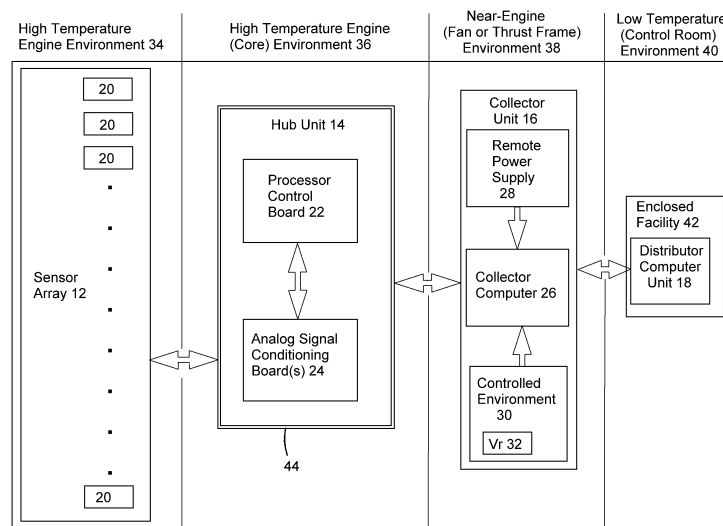 High Temperature
Engine Environment 34
High Temperature Engine
(Core) Environment 36
Near-Engine
(Fan or Thrust Frame)
Environment 38
Low Temperature
(Control Room)
Environment 40
20
20
20
Sensor
Array 12
20
Hub Unit 14
Processor
Control
Board 22
Analog Signal
Conditioning
Board(s) 24
44
Collector
Unit 16
Remote
Power
Supply
28
Collector
Computer 26
Controlled
Environment
30
Vr 32
Enclosed
Facility 42
Distributor
Computer
Unit 18